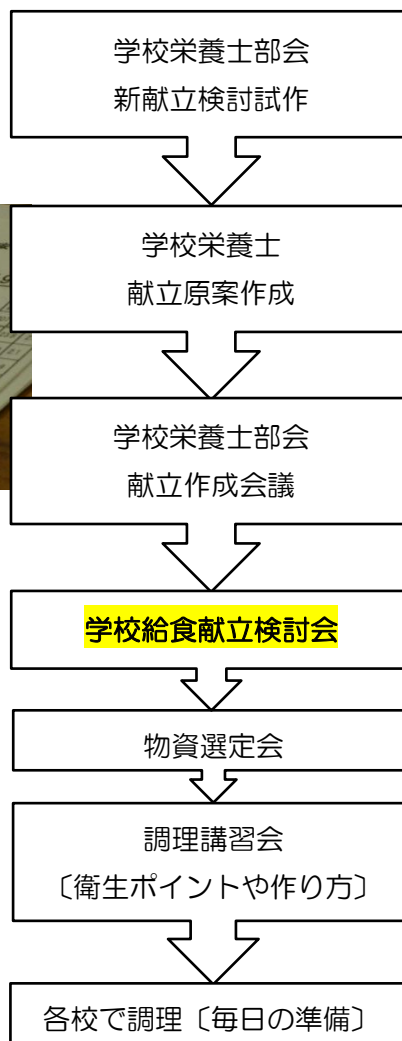 学校栄養士部会
新献立検討試作
学校栄養士
献立原案作成
学校栄養士部会
献立作成会議
学校給食献立検討会
物資選定会
調理講習会
〔衛生ポイントや作り方〕
各校で調理〔毎日の準備〕